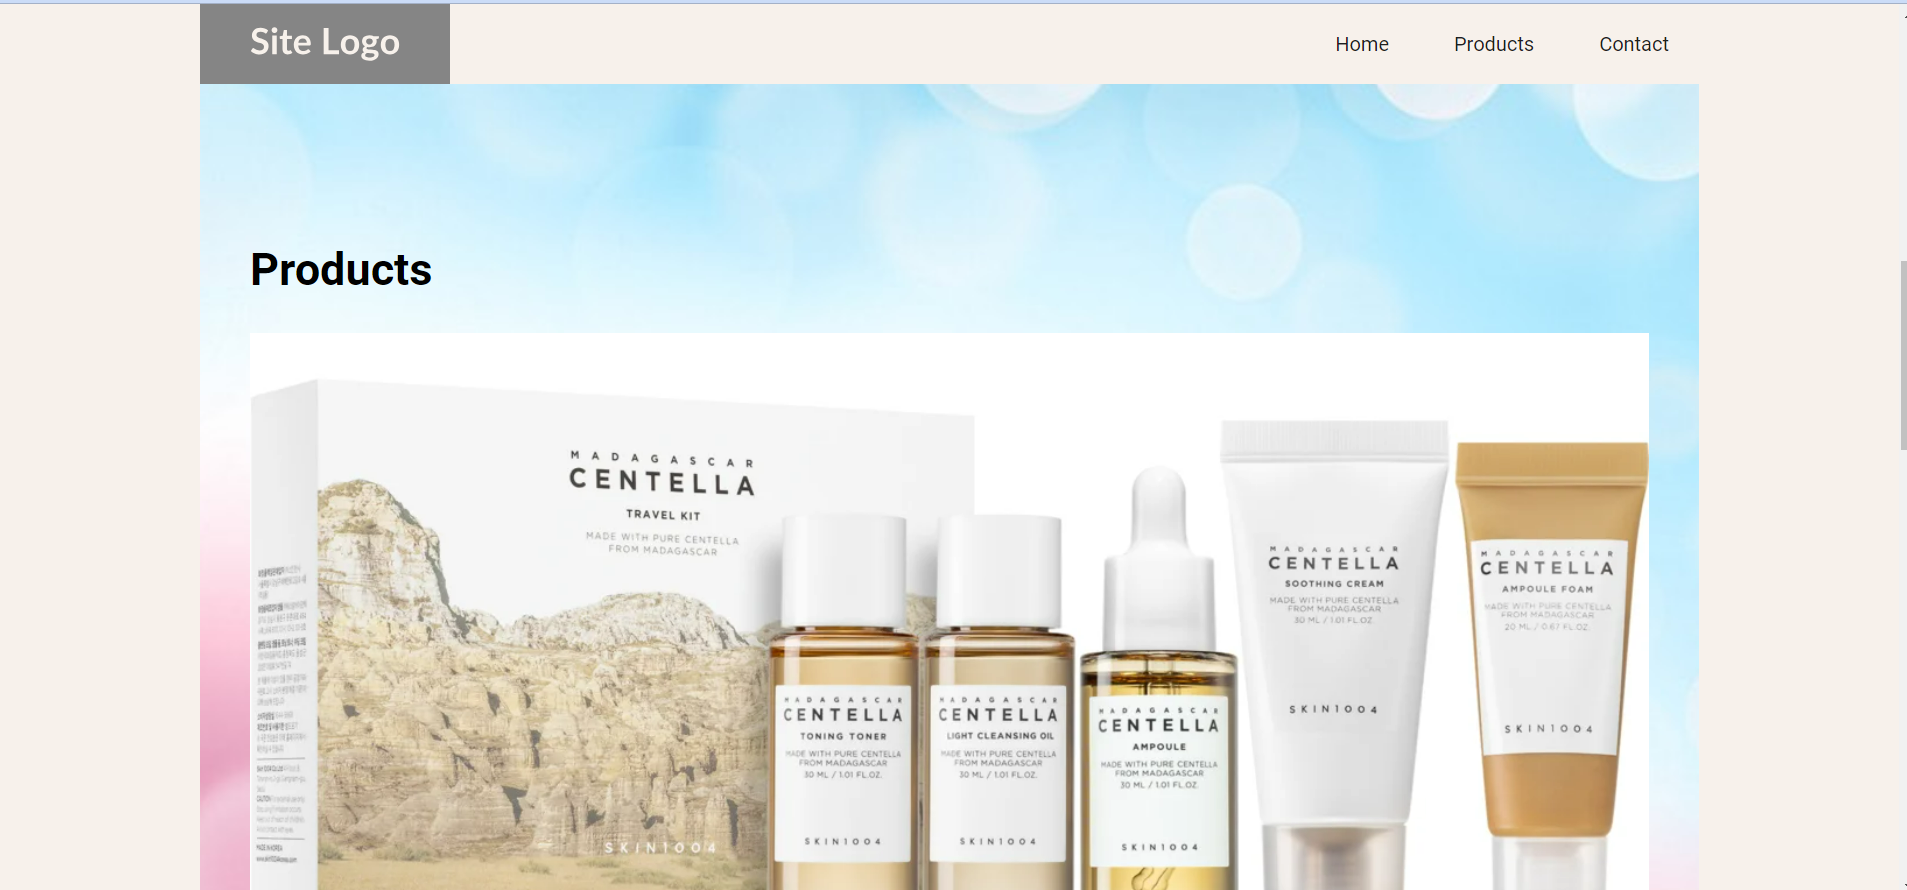 Site Logo
Home
Products
Contact
Products
MADAGASCAR
CENTELLA
TRAVEL KIT
MADE WITH PURE CENTELLA
FROM MADAGASCAR
SKIN1004
MADAGASCAR
CENTELLA
TONING TONER
MADE WITH PURE CENTELLA
FROM MADAGASCAR
30 ML / 1.01 FL.OZ.
SKIN1004
MADAGASCAR
CENTELLA
LIGHT CLEANSING OIL
MADE WITH PURE CENTELLA
FROM MADAGASCAR
30 ML / 1.01 FL.OZ.
SKIN1004
MADAGASCAR
CENTELLA
AMPOULE
MADE WITH PURE CENTELLA
FROM MADAGASCAR
30 ML / 1.01 FL.OZ.
SKIN1004
MADAGASCAR
CENTELLA
SOOTHING CREAM
MADE WITH PURE CENTELLA
FROM MADAGASCAR
30 ML / 1.01 FL.OZ.
SKIN1004
MADAGASCAR
CENTELLA
AMPOULE FOAM
MADE WITH PURE CENTELLA
FROM MADAGASCAR
20 ML / 0.67 FL.OZ.
SKIN1004
CAUTION
MADE IN KOREA